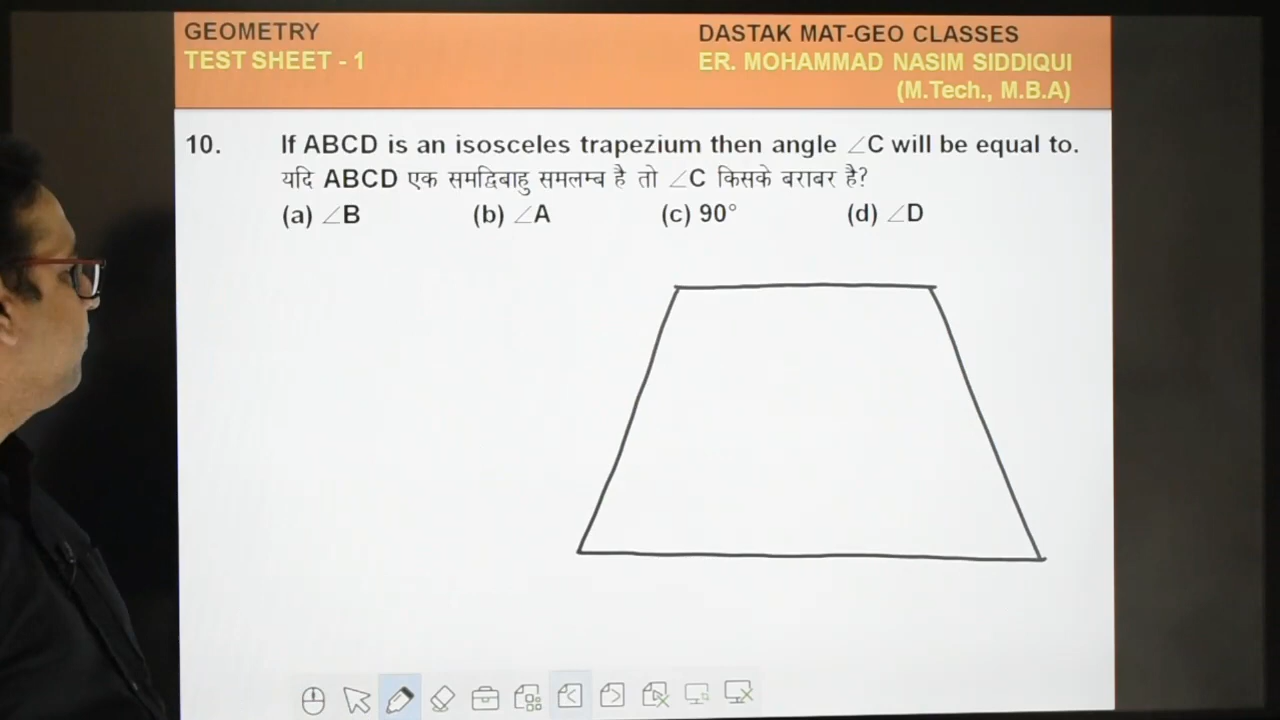 GEOMETRY
TEST SHEET - 1
DASTAK MAT-GEO CLASSES
ER. MOHAMMAD NASIM SIDDIQUI
(M.Tech., M.B.A)
10. If ABCD is an isosceles trapezium then angle ∠C will be equal to.
यदि ABCD एक समद्विबाहु समलम्ब है तो ∠C किसके बराबर है?
(a) ∠B (b) ∠A (c) 90° (d) ∠D